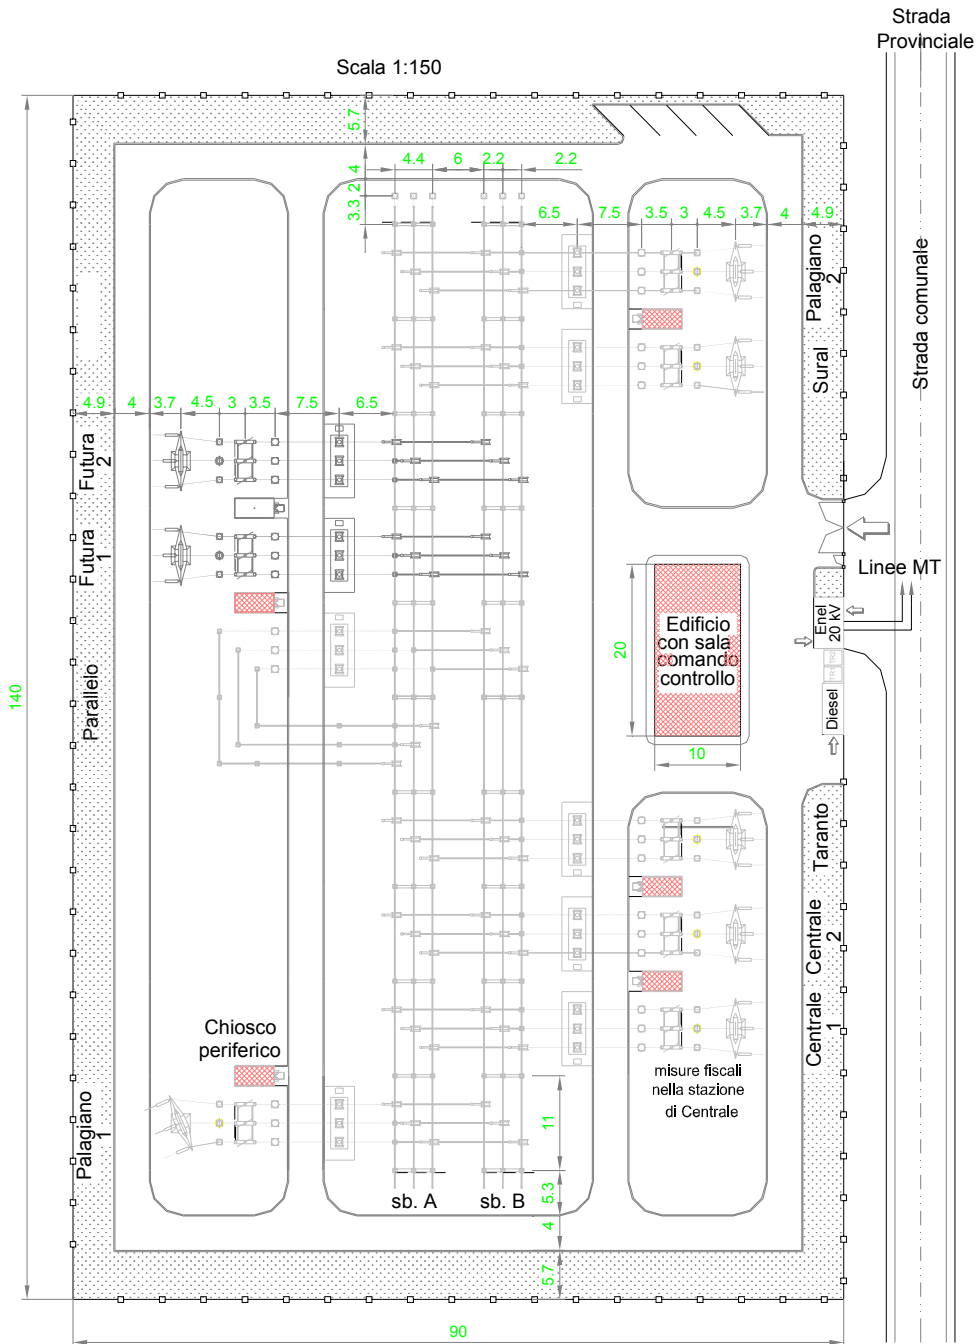 Strada
Provinciale
Scala 1:150
5.7
4.4
6
2.2
2.2
4
2
3.3
6.5
7.5
3.5
3
4.5
3.7
4
4.9
Palagiano
2
Strada comunale
Sural
4.9
4
3.7
4.5
3
3.5
7.5
6.5
Futura
2
Futura
1
Linee MT
Enel
20 kV
Edificio
con sala
comando
controllo
20
10
TR1
TR2
Diesel
140
Parallelo
Taranto
Centrale
2
Centrale
1
Chiosco
periferico
misure fiscali
nella stazione
di Centrale
Palagiano
1
11
5.3
sb. A
sb. B
4
5.7
90